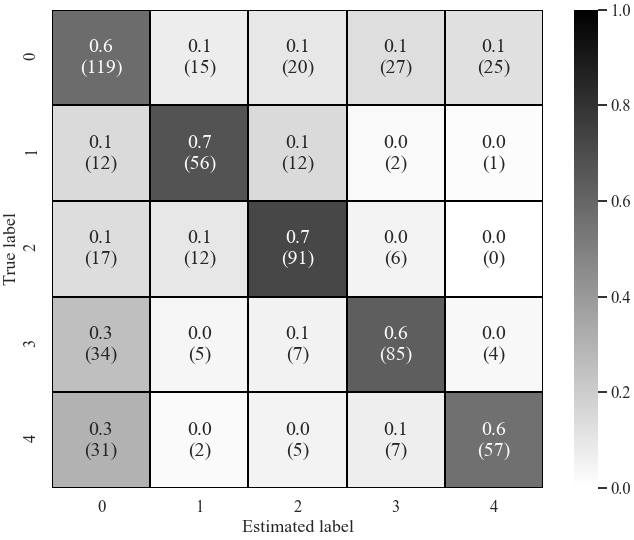 0.6 0.1 0.1 0.1 0.1
(119) (15) (20) (27) (25)
0
0.1 0.7 0.1 0.0 0.0
(12) (56) (12) (2) (1)
1
0.1 0.1 0.7 0.0 0.0
(17) (12) (91) (6) (0)
2
0.3 0.0 0.1 0.6 0.0
(34) (5) (7) (85) (4)
3
0.3 0.0 0.0 0.1 0.6
(31) (2) (5) (7) (57)
4
True label
0 1 2 3 4
Estimated label
1.0
0.8
0.6
0.4
0.2
0.0